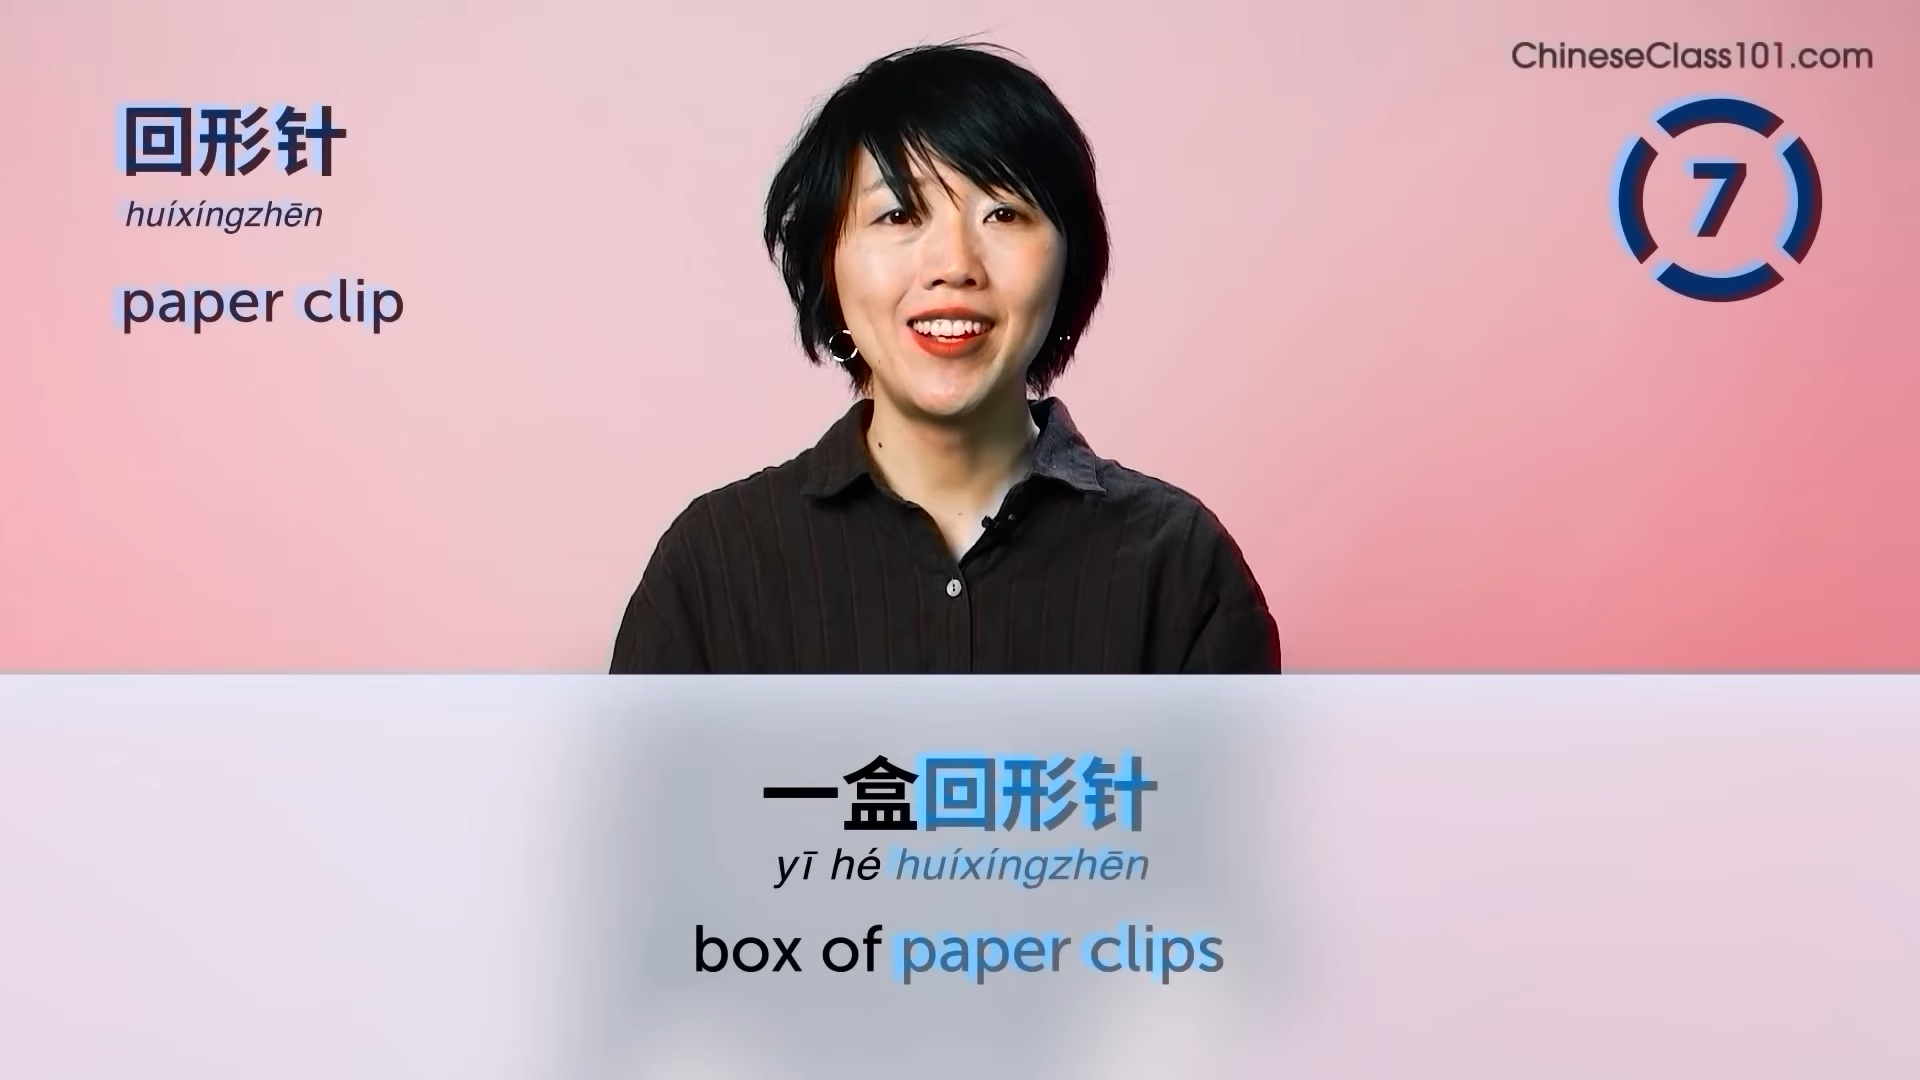 ChineseClass101.com
回形针
huíxíngzhēn
paper clip
7
一盒回形针
yī hé huíxíngzhēn
box of paper clips